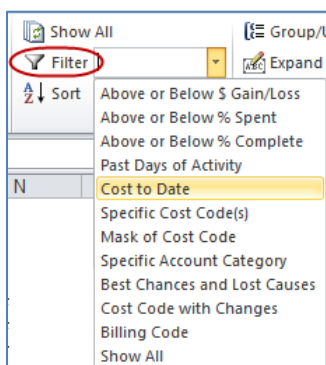 Show All
Group/U
Filter
Expand
Sort
Above or Below $ Gain/Loss
Above or Below % Spent
Above or Below % Complete
Past Days of Activity
N
Cost to Date
Specific Cost Code(s)
Mask of Cost Code
Specific Account Category
Best Chances and Lost Causes
Cost Code with Changes
Billing Code
Show All